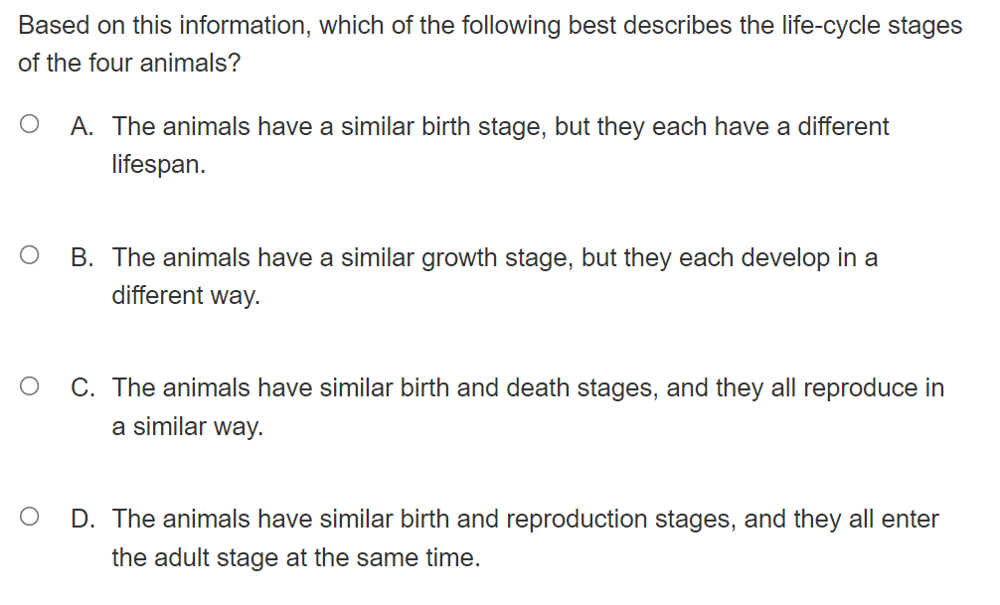 Based on this information, which of the following best describes the life-cycle stages
of the four animals?
A. The animals have a similar birth stage, but they each have a different
lifespan.
B. The animals have a similar growth stage, but they each develop in a
different way.
C. The animals have similar birth and death stages, and they all reproduce in
a similar way.
D. The animals have similar birth and reproduction stages, and they all enter
the adult stage at the same time.